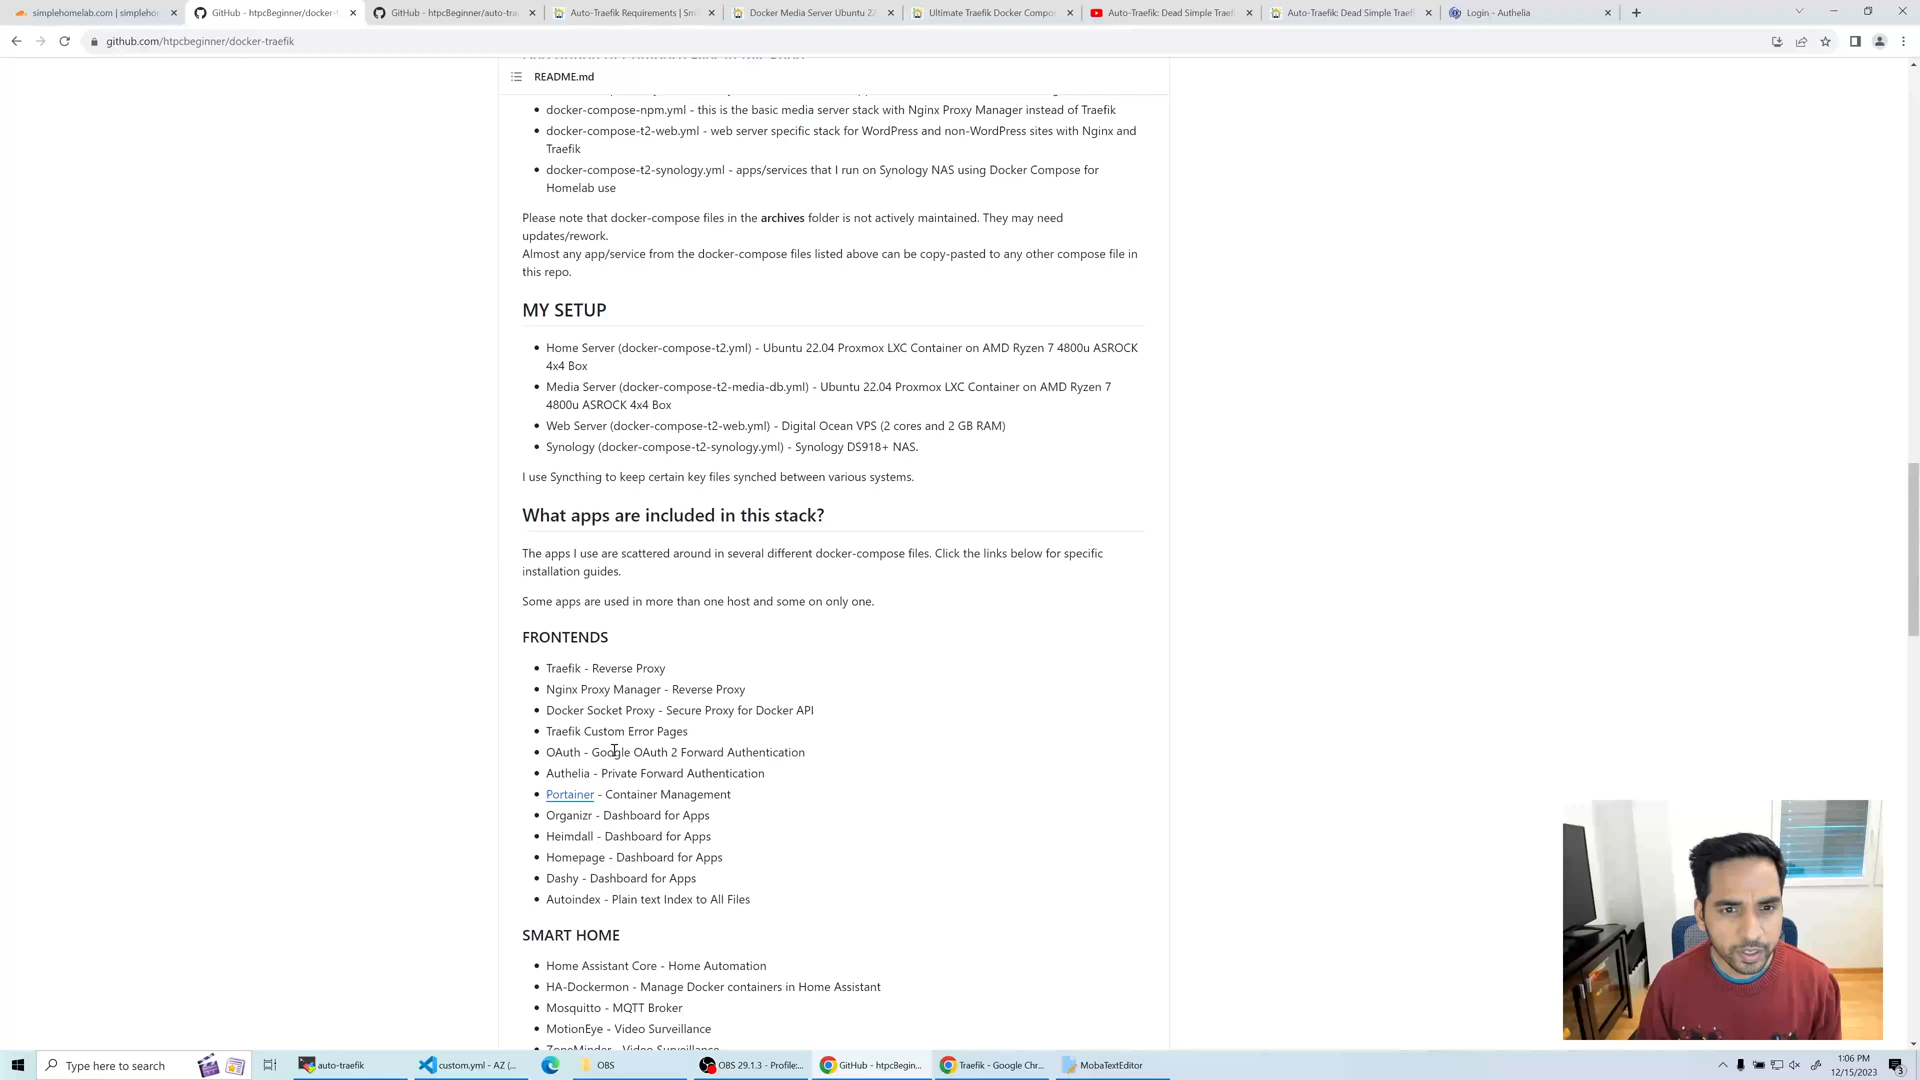 simplehomelab.com | simplehom
GitHub - htpcBeginner/docker-t
GitHub - htpcBeginner/auto-tra
Auto-Traefik Requirements | Sm
Docker Media Server Ubuntu 22
Ultimate Traefik Docker Compo
Auto-Traefik: Dead Simple Traef
Auto-Traefik: Dead Simple Traef
Login - Authelia
github.com/htpcbeginner/docker-traefik
README.md
docker-compose-npm.yml - this is the basic media server stack with Nginx Proxy Manager instead of Traefik
docker-compose-t2-web.yml - web server specific stack for WordPress and non-WordPress sites with Nginx and
Traefik
docker-compose-t2-synology.yml - apps/services that I run on Synology NAS using Docker Compose for
Homelab use
Please note that docker-compose files in the archives folder is not actively maintained. They may need
updates/rework.
Almost any app/service from the docker-compose files listed above can be copy-pasted to any other compose file in
this repo.
MY SETUP
Home Server (docker-compose-t2.yml) - Ubuntu 22.04 Proxmox LXC Container on AMD Ryzen 7 4800u ASROCK
4x4 Box
Media Server (docker-compose-t2-media-db.yml) - Ubuntu 22.04 Proxmox LXC Container on AMD Ryzen 7
4800u ASROCK 4x4 Box
Web Server (docker-compose-t2-web.yml) - Digital Ocean VPS (2 cores and 2 GB RAM)
Synology (docker-compose-t2-synology.yml) - Synology DS918+ NAS.
I use Syncthing to keep certain key files synched between various systems.
What apps are included in this stack?
The apps I use are scattered around in several different docker-compose files. Click the links below for specific
installation guides.
Some apps are used in more than one host and some on only one.
FRONTENDS
Traefik - Reverse Proxy
Nginx Proxy Manager - Reverse Proxy
Docker Socket Proxy - Secure Proxy for Docker API
Traefik Custom Error Pages
OAuth - Google OAuth 2 Forward Authentication
Authelia - Private Forward Authentication
Portainer - Container Management
Organizr - Dashboard for Apps
Heimdall - Dashboard for Apps
Homepage - Dashboard for Apps
Dashy - Dashboard for Apps
Autoindex - Plain text Index to All Files
SMART HOME
Home Assistant Core - Home Automation
HA-Dockermon - Manage Docker containers in Home Assistant
Mosquitto - MQTT Broker
MotionEye - Video Surveillance
ZoneMinder - Video Surveillance
Type here to search
auto-traefik
custom.yml - AZ (...
OBS
OBS 29.1.3 - Profile:...
GitHub - htpcBegin...
Traefik - Google Chr...
MobaTextEditor
1:06 PM
12/15/2023
3